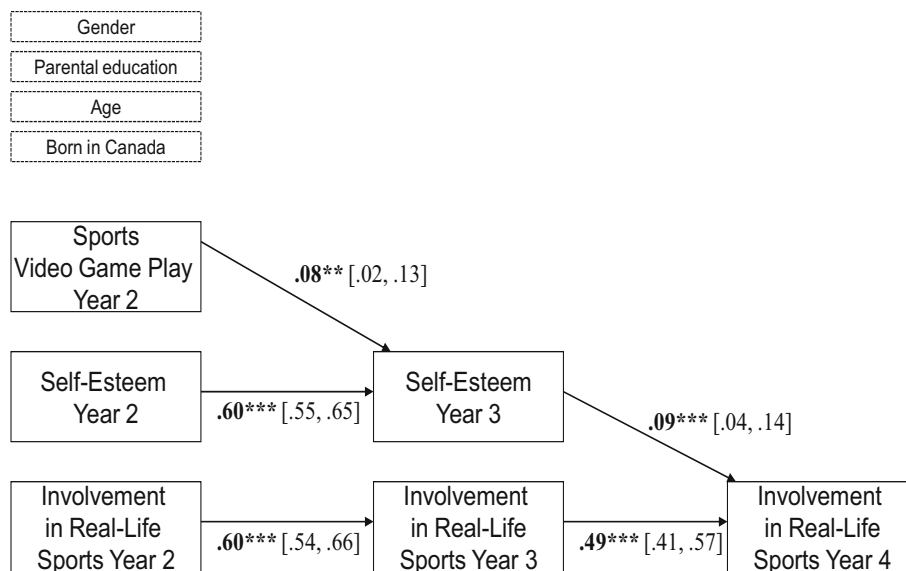 Gender
Parental education
Age
Born in Canada
Sports
Video Game Play
Year 2
.08** [.02, .13]
Self-Esteem
Year 2
.60*** [.55, .65]
Self-Esteem
Year 3
.09*** [.04, .14]
Involvement
in Real-Life
Sports Year 2
.60*** [.54, .66]
Involvement
in Real-Life
Sports Year 3
.49*** [.41, .57]
Involvement
in Real-Life
Sports Year 4